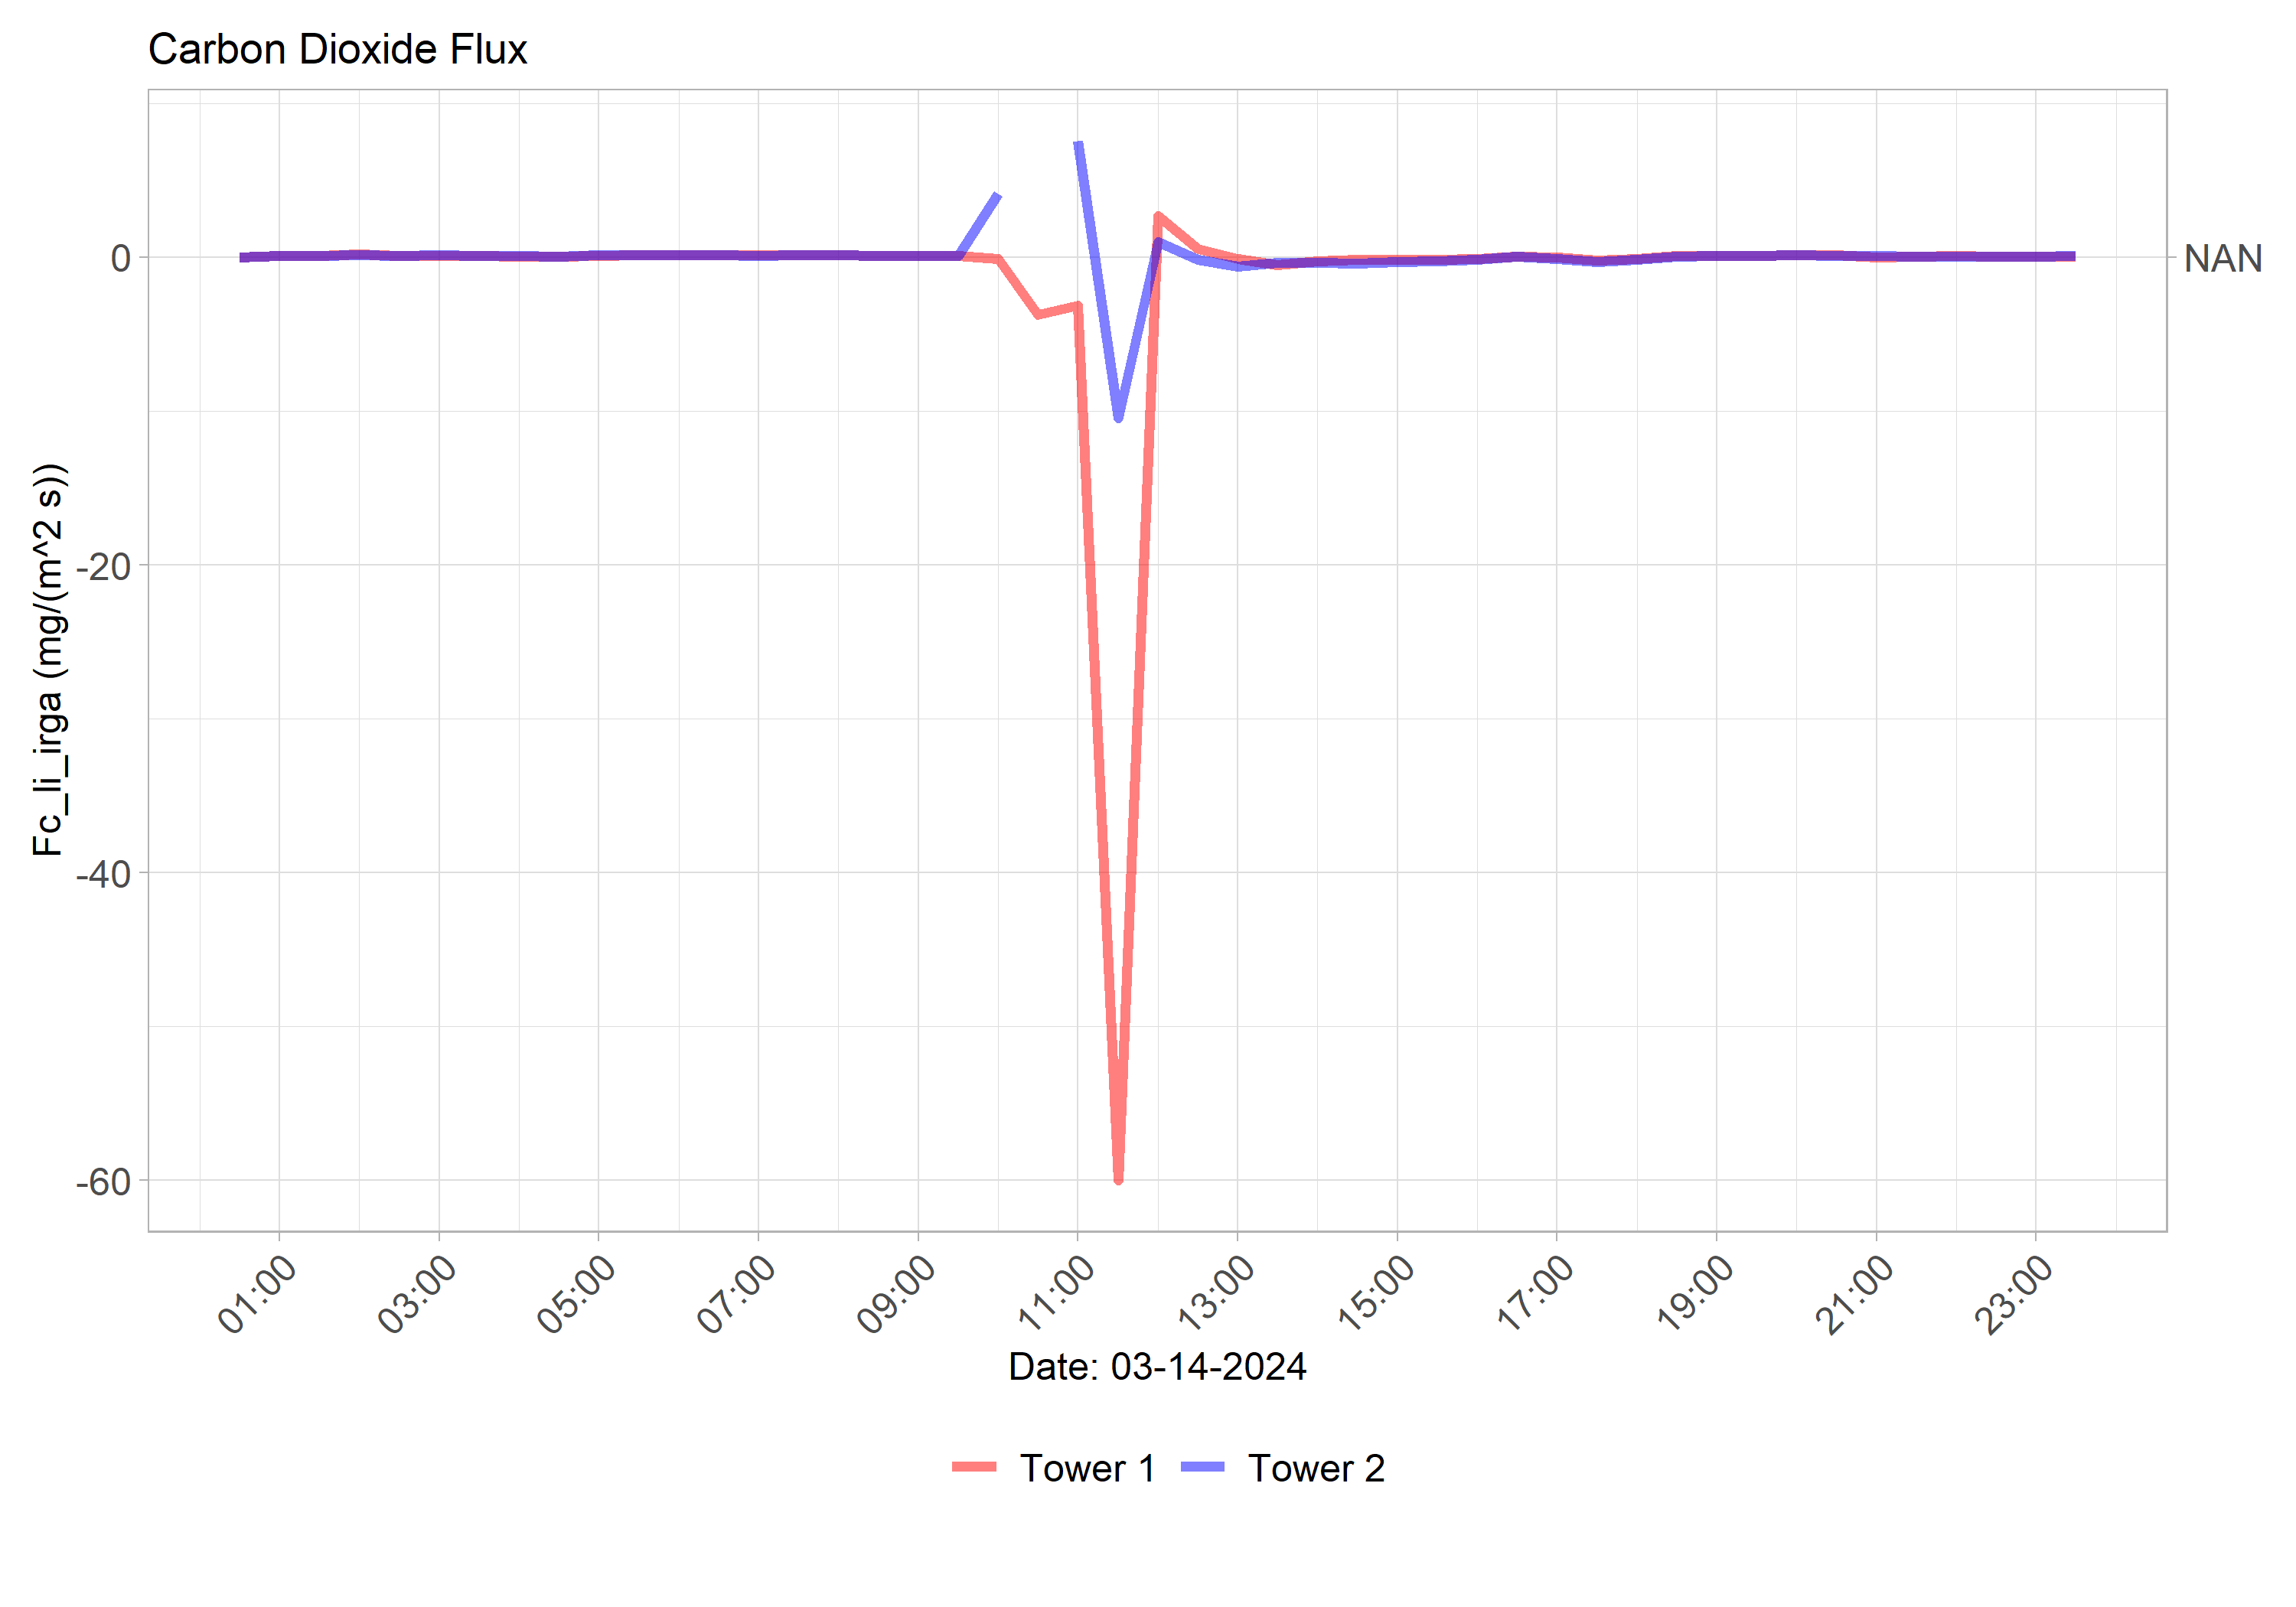 Carbon Dioxide Flux
Fc_li_irga (mg/(m^2 s))
0
-20
-40
-60
NAN
01:00
03:00
05:00
07:00
09:00
11:00
13:00
15:00
17:00
19:00
21:00
23:00
Date: 03-14-2024
Tower 1
Tower 2